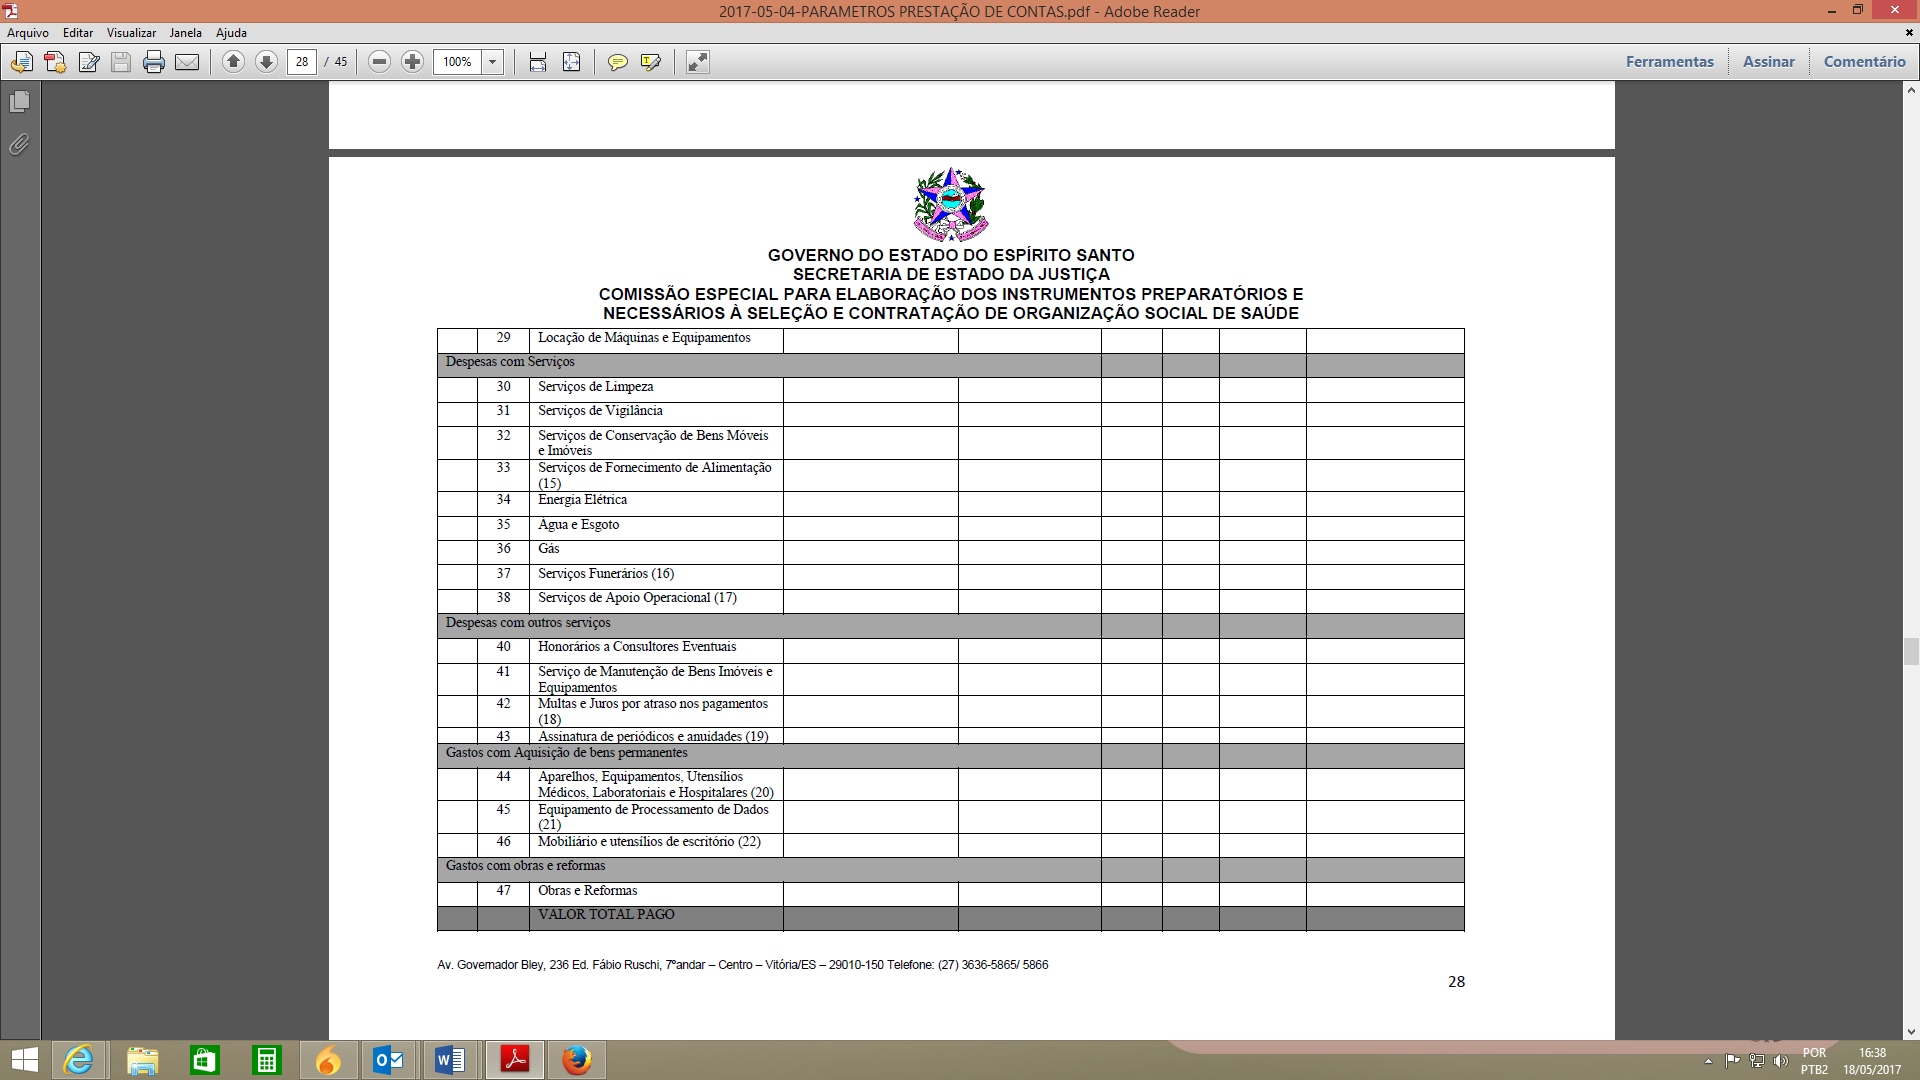 2017-05-04-PARAMETROS PRESTAÇÃO DE CONTAS.pdf - Adobe Reader
Arquivo Editar Visualizar Janela Ajuda
28 / 45 100% Ferramentas Assinar Comentário
GOVERNO DO ESTADO DO ESPÍRITO SANTO
SECRETARIA DE ESTADO DA JUSTIÇA
COMISSÃO ESPECIAL PARA ELABORAÇÃO DOS INSTRUMENTOS PREPARATÓRIOS E
NECESSÁRIOS À SELEÇÃO E CONTRATAÇÃO DE ORGANIZAÇÃO SOCIAL DE SAÚDE
29 Locação de Máquinas e Equipamentos
Despesas com Serviços
30 Serviços de Limpeza
31 Serviços de Vigilância
32 Serviços de Conservação de Bens Móveis
e Imóveis
33 Serviços de Fornecimento de Alimentação
(15)
34 Energia Elétrica
35 Água e Esgoto
36 Gás
37 Serviços Funerários (16)
38 Serviços de Apoio Operacional (17)
Despesas com outros serviços
40 Honorários a Consultores Eventuais
41 Serviço de Manutenção de Bens Imóveis e
Equipamentos
42 Multas e Juros por atraso nos pagamentos
(18)
43 Assinatura de periódicos e anuidades (19)
Gastos com Aquisição de bens permanentes
44 Aparelhos, Equipamentos, Utensílios
Médicos, Laboratoriais e Hospitalares (20)
45 Equipamento de Processamento de Dados
(21)
46 Mobiliário e utensílios de escritório (22)
Gastos com obras e reformas
47 Obras e Reformas
VALOR TOTAL PAGO
Av. Governador Bley, 236 Ed. Fábio Ruschi, 7ºandar – Centro – Vitória/ES – 29010-150 Telefone: (27) 3636-5865/ 5866
28
POR 16:38
PTB2 18/05/2017